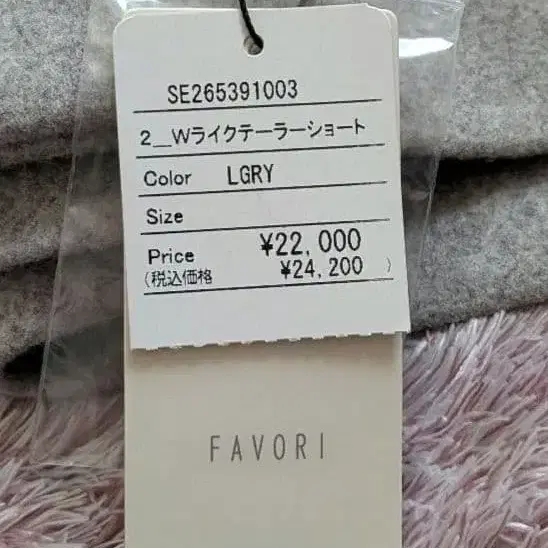 SE265391003
2_Wライクテーラーショート
Color LGRY
Size
Price ¥22,000
(税込価格 ¥24,200 )
FAVORI